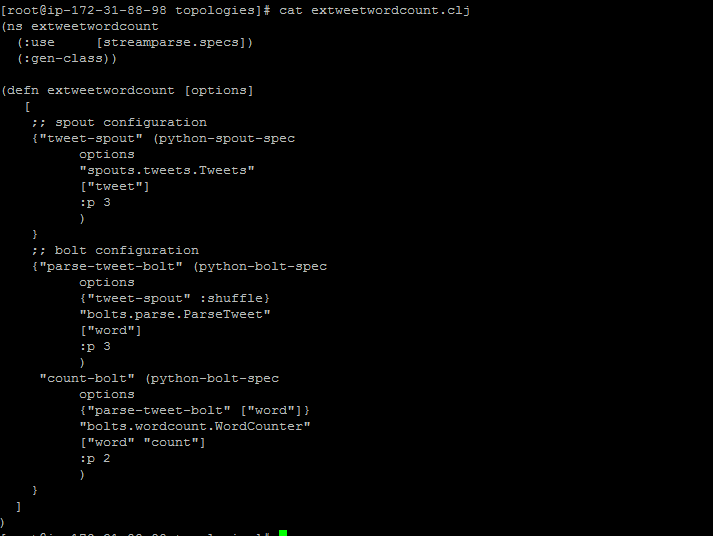 [root@ip-172-31-88-98 topologies]# cat extweetwordcount.clj
(ns extweetwordcount
  (:use     [streamparse.specs])
  (:gen-class))

(defn extweetwordcount [options]
   [
    ;; spout configuration
    {"tweet-spout" (python-spout-spec
          options
          "spouts.tweets.Tweets"
          ["tweet"]
          :p 3
          )
    }
    ;; bolt configuration
    {"parse-tweet-bolt" (python-bolt-spec
          options
          {"tweet-spout" :shuffle}
          "bolts.parse.ParseTweet"
          ["word"]
          :p 3
          )
     "count-bolt" (python-bolt-spec
          options
          {"parse-tweet-bolt" ["word"]}
          "bolts.wordcount.WordCounter"
          ["word" "count"]
          :p 2
          )
    }
  ]
)